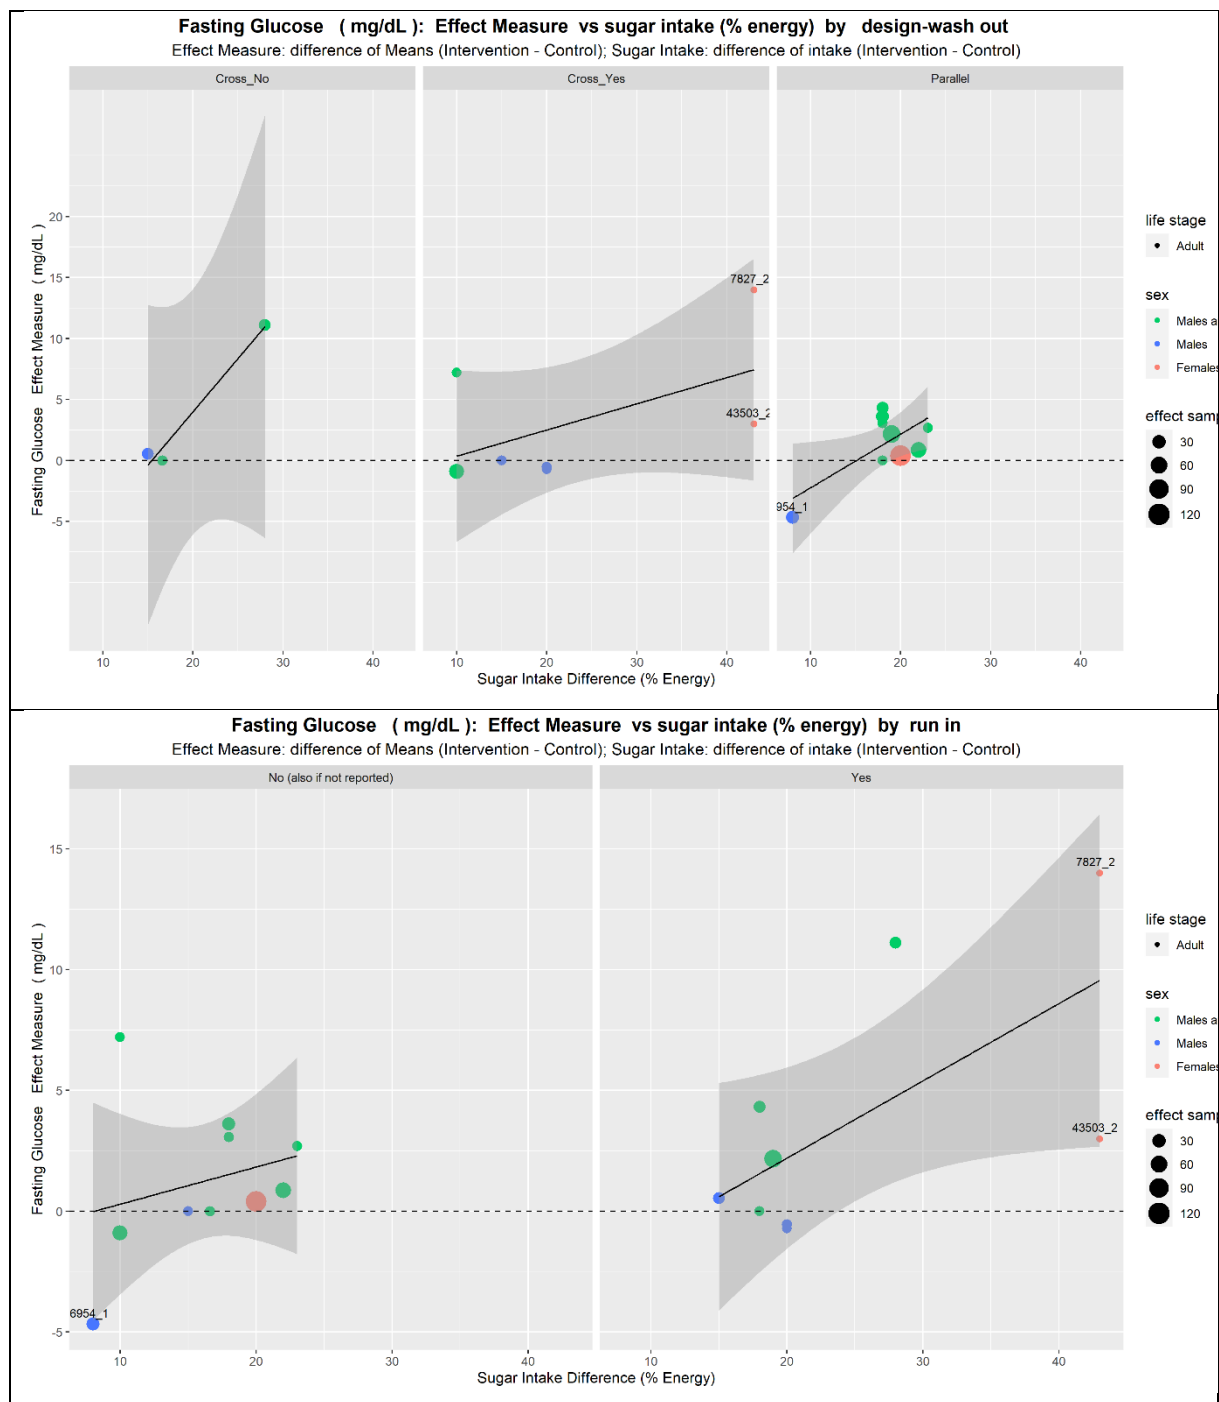 Fasting Glucose ( mg/dL ): Effect Measure vs sugar intake (% energy) by design-wash out
Effect Measure: difference of Means (Intervention - Control); Sugar Intake: difference of intake (Intervention - Control)
Cross_No
Cross_Yes
Parallel
Fasting Glucose Effect Measure ( mg/dL )
20
15
10
5
0
-5
7827_2
43503_2
954_1
10 20 30 40
10 20 30 40
10 20 30 40
Sugar Intake Difference (% Energy)
life stage
Adult
sex
Males a
Males
Females
effect samp
30
60
90
120
Fasting Glucose ( mg/dL ): Effect Measure vs sugar intake (% energy) by run in
Effect Measure: difference of Means (Intervention - Control); Sugar Intake: difference of intake (Intervention - Control)
No (also if not reported)
Yes
Fasting Glucose Effect Measure ( mg/dL )
15
10
5
0
-5
6954_1
7827_2
43503_2
10 20 30 40
10 20 30 40
Sugar Intake Difference (% Energy)
life stage
Adult
sex
Males a
Males
Females
effect samp
30
60
90
120